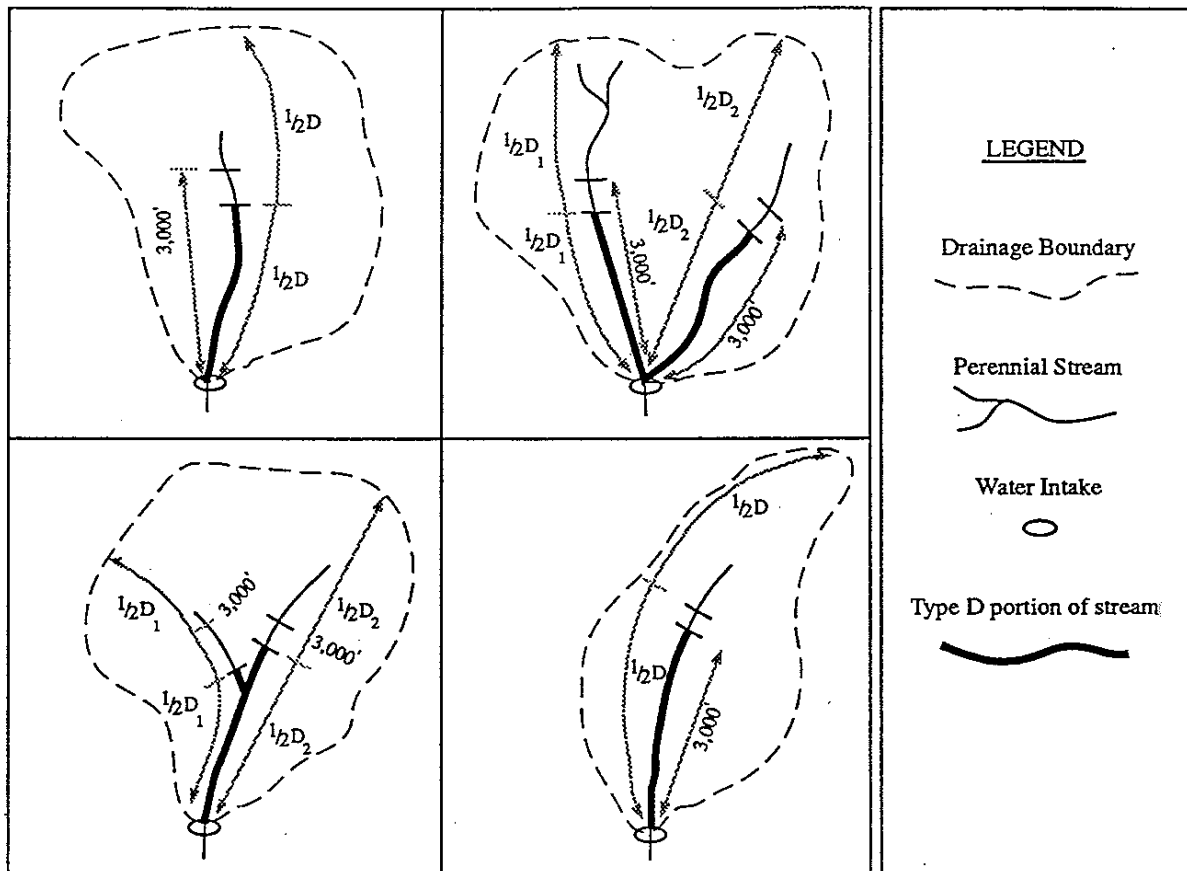 1/2D
3,000'
1/2D
1/2D1
1/2D2
1/2D2
1/2D1
3,000'
3,000'
1/2D1
3,000'
1/2D2
3,000'
1/2D1
1/2D2
1/2D
1/2D
3,000'
LEGEND
Drainage Boundary
Perennial Stream
Water Intake
Type D portion of stream